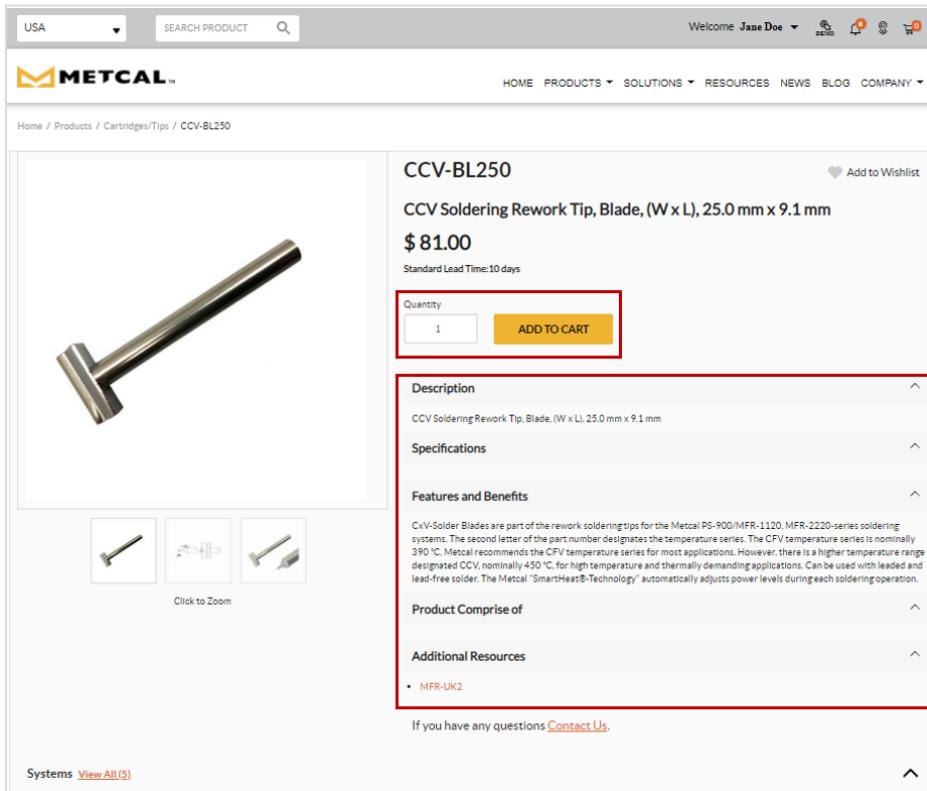 USA
SEARCH PRODUCT
Welcome Jane Doe
DEMO
METCAL
HOME PRODUCTS SOLUTIONS RESOURCES NEWS BLOG COMPANY
Home / Products / Cartridges/Tips / CCV-BL250
CCV-BL250
Add to Wishlist
CCV Soldering Rework Tip, Blade, (W x L), 25.0 mm x 9.1 mm
$ 81.00
Standard Lead Time:10 days
Quantity
1
ADD TO CART
Description
CCV Soldering Rework Tip, Blade, (W x L), 25.0 mm x 9.1 mm
Specifications
Features and Benefits
CxV-Solder Blades are part of the rework soldering tips for the Metcal PS-900/MFR-1120, MFR-2220-series soldering
systems. The second letter of the part number designates the temperature series. The CFV temperature series is nominally
390 °C. Metcal recommends the CFV temperature series for most applications. However, there is a higher temperature range
designated CCV, nominally 450 °C, for high temperature and thermally demanding applications. Can be used with leaded and
lead-free solder. The Metcal "SmartHeat®-Technology" automatically adjusts power levels during each soldering operation.
Click to Zoom
Product Comprise of
Additional Resources
• MFR-UK2
If you have any questions Contact Us.
Systems View All (5)